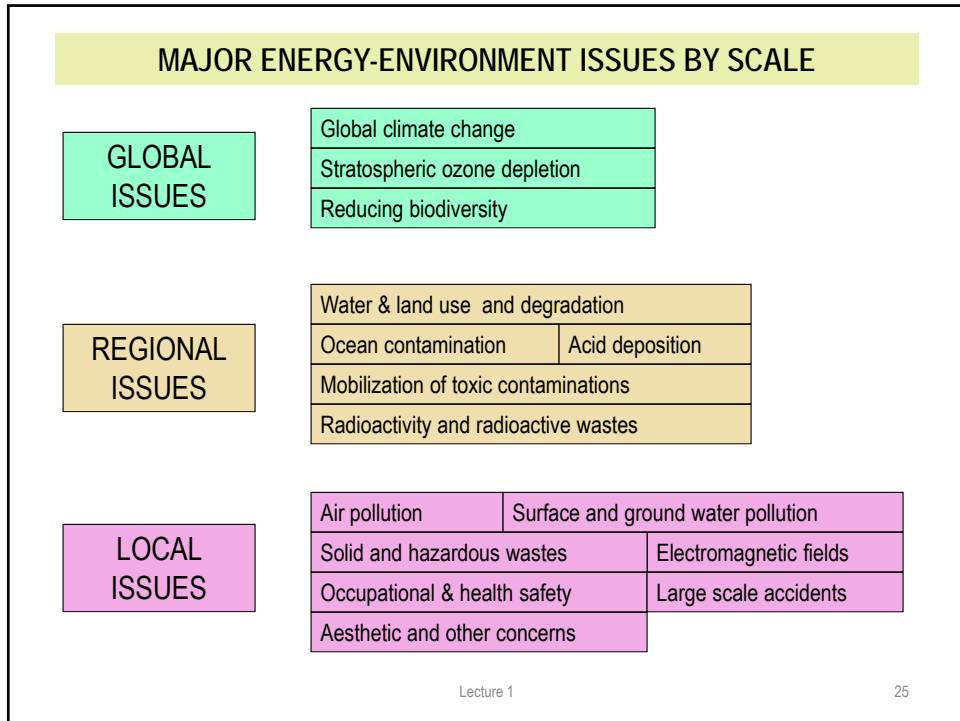 MAJOR ENERGY-ENVIRONMENT ISSUES BY SCALE
GLOBAL
ISSUES
Global climate change
Stratospheric ozone depletion
Reducing biodiversity
REGIONAL
ISSUES
Water & land use and degradation
Ocean contamination
Acid deposition
Mobilization of toxic contaminations
Radioactivity and radioactive wastes
LOCAL
ISSUES
Air pollution
Surface and ground water pollution
Solid and hazardous wastes
Electromagnetic fields
Occupational & health safety
Large scale accidents
Aesthetic and other concerns
Lecture 1
25